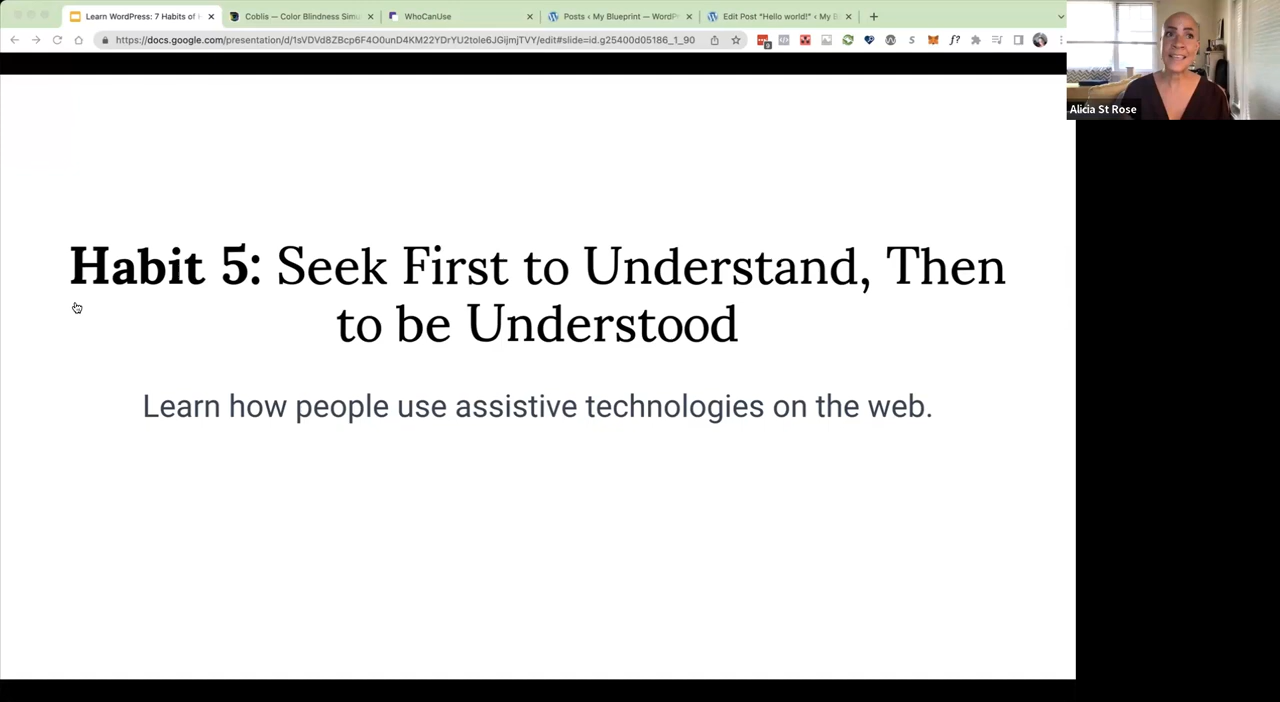 Learn WordPress: 7 Habits of H
Coblis — Color Blindness Simu
WhoCanUse
Posts ‹ My Blueprint — WordPr
Edit Post "Hello world!" ‹ My B
https://docs.google.com/presentation/d/1sVDVd8ZBcp6F4O0unD4KM22YDrYU2tole6JGijmjTVY/edit#slide=id.g25400d05186_1_90
Alicia St Rose
Habit 5: Seek First to Understand, Then
to be Understood
Learn how people use assistive technologies on the web.